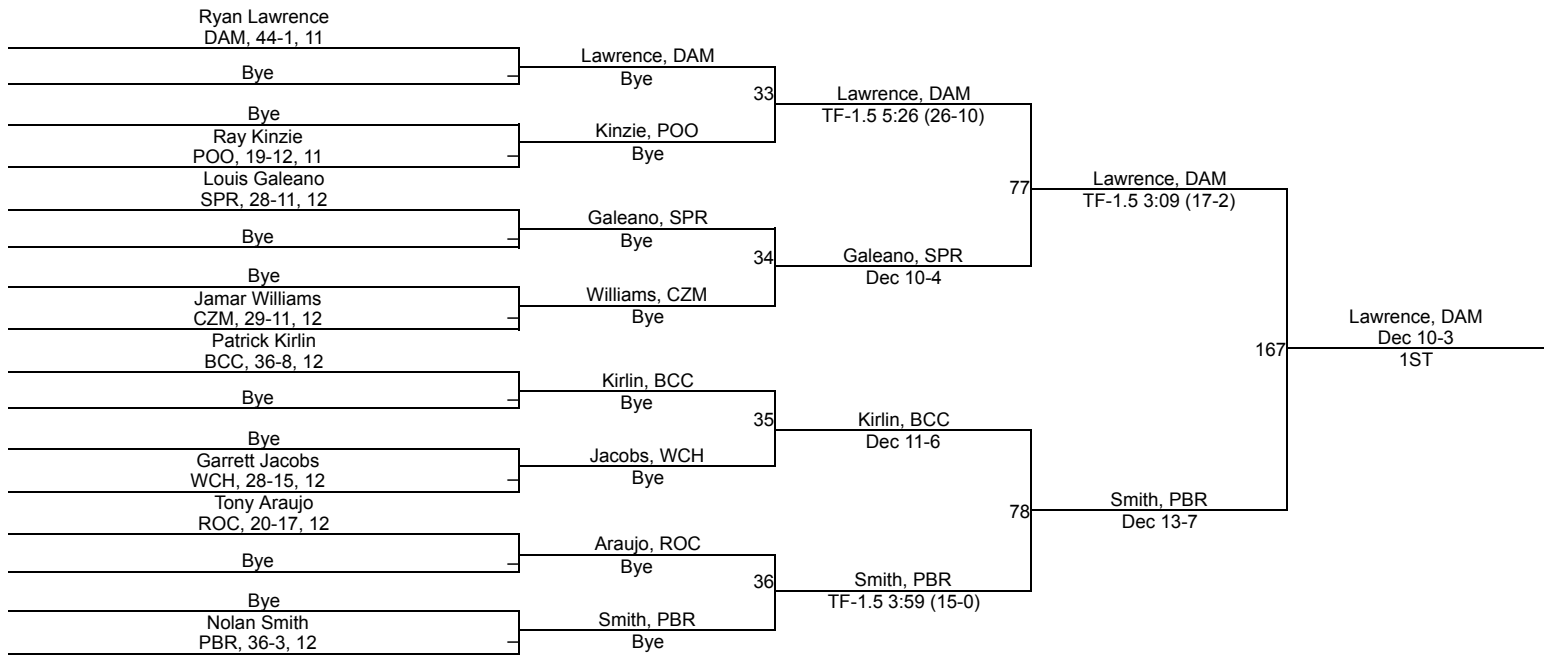 Ryan Lawrence
DAM, 44-1, 11
Bye
Bye
Ray Kinzie
POO, 19-12, 11
Louis Galeano
SPR, 28-11, 12
Bye
Bye
Jamar Williams
CZM, 29-11, 12
Patrick Kirlin
BCC, 36-8, 12
Bye
Bye
Garrett Jacobs
WCH, 28-15, 12
Tony Araujo
ROC, 20-17, 12
Bye
Bye
Nolan Smith
PBR, 36-3, 12
Lawrence, DAM
Bye
33
Kinzie, POO
Bye
Galeano, SPR
Bye
34
Williams, CZM
Bye
Kirlin, BCC
Bye
35
Jacobs, WCH
Bye
Araujo, ROC
Bye
36
Smith, PBR
Bye
Lawrence, DAM
TF-1.5 5:26 (26-10)
77
Galeano, SPR
Dec 10-4
Kirlin, BCC
Dec 11-6
78
Smith, PBR
TF-1.5 3:59 (15-0)
Lawrence, DAM
TF-1.5 3:09 (17-2)
167
Smith, PBR
Dec 13-7
Lawrence, DAM
Dec 10-3
1ST